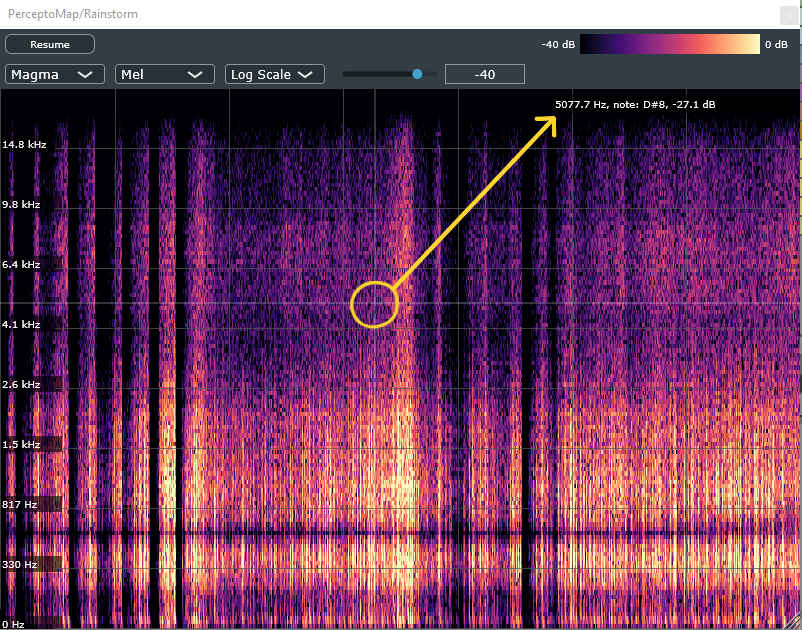 PerceptoMap/Rainstorm
Resume
-40 dB
0 dB
Magma
Mel
Log Scale
-40
5077.7 Hz, note: D#8, -27.1 dB
14.8 kHz
9.8 kHz
6.4 kHz
4.1 kHz
2.6 kHz
1.5 kHz
817 Hz
330 Hz
0 Hz